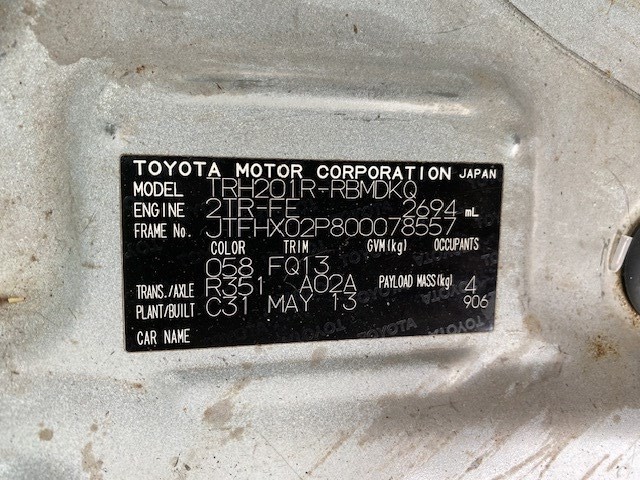 TOYOTA MOTOR CORPORATION JAPAN
MODEL TRH201R-RBMDKQ
ENGINE 2TR-FE 2694 mL
FRAME No. JTFHX02P800078557
COLOR TRIM GVM(kg) OCCUPANTS
058 FQ13
TRANS./AXLE R351 A02A PAYLOAD MASS(kg) 4
PLANT/BUILT C31 MAY 13 906
CAR NAME